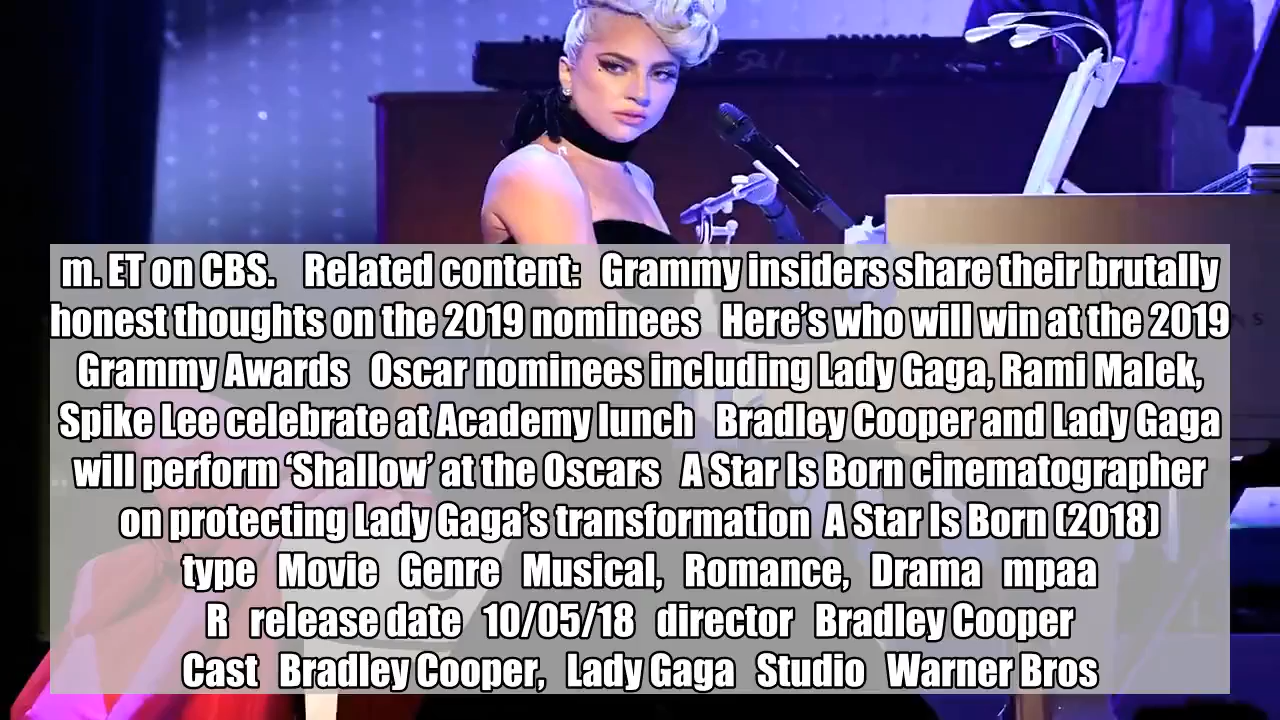 m. ET on CBS. Related content: Grammy insiders share their brutally
honest thoughts on the 2019 nominees Here’s who will win at the 2019
Grammy Awards Oscar nominees including Lady Gaga, Rami Malek,
Spike Lee celebrate at Academy lunch Bradley Cooper and Lady Gaga
will perform ‘Shallow’ at the Oscars A Star Is Born cinematographer
on protecting Lady Gaga’s transformation A Star Is Born (2018)
type Movie Genre Musical, Romance, Drama mpaa
R release date 10/05/18 director Bradley Cooper
Cast Bradley Cooper, Lady Gaga Studio Warner Bros